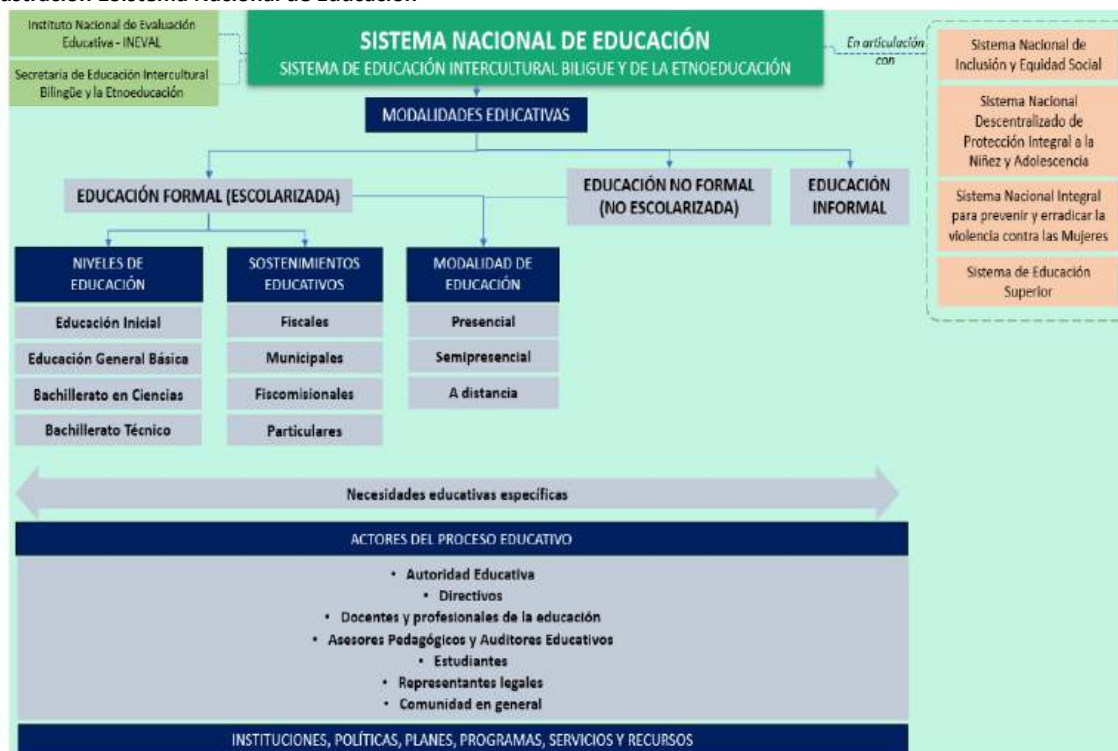 Sistema Nacional de Educación
Instituto Nacional de Evaluación
Educativa - INEVAL
Secretaría de Educación Intercultural
Bilingüe y la Etnoeducación
SISTEMA NACIONAL DE EDUCACIÓN
SISTEMA DE EDUCACIÓN INTERCULTURAL BILIGUE Y DE LA ETNOEDUCACIÓN
En articulación
con
Sistema Nacional de
Inclusión y Equidad Social
Sistema Nacional
Descentralizado de
Protección Integral a la
Niñez y Adolescencia
Sistema Nacional Integral
para prevenir y erradicar la
violencia contra las Mujeres
Sistema de Educación
Superior
MODALIDADES EDUCATIVAS
EDUCACIÓN FORMAL (ESCOLARIZADA)
EDUCACIÓN NO FORMAL
(NO ESCOLARIZADA)
EDUCACIÓN
INFORMAL
NIVELES DE
EDUCACIÓN
Educación Inicial
Educación General Básica
Bachillerato en Ciencias
Bachillerato Técnico
SOSTENIMIENTOS
EDUCATIVOS
Fiscales
Municipales
Fiscomisionales
Particulares
MODALIDAD DE
EDUCACIÓN
Presencial
Semipresencial
A distancia
Necesidades educativas específicas
ACTORES DEL PROCESO EDUCATIVO
• Autoridad Educativa
• Directivos
• Docentes y profesionales de la educación
• Asesores Pedagógicos y Auditores Educativos
• Estudiantes
• Representantes legales
• Comunidad en general
INSTITUCIONES, POLÍTICAS, PLANES, PROGRAMAS, SERVICIOS Y RECURSOS